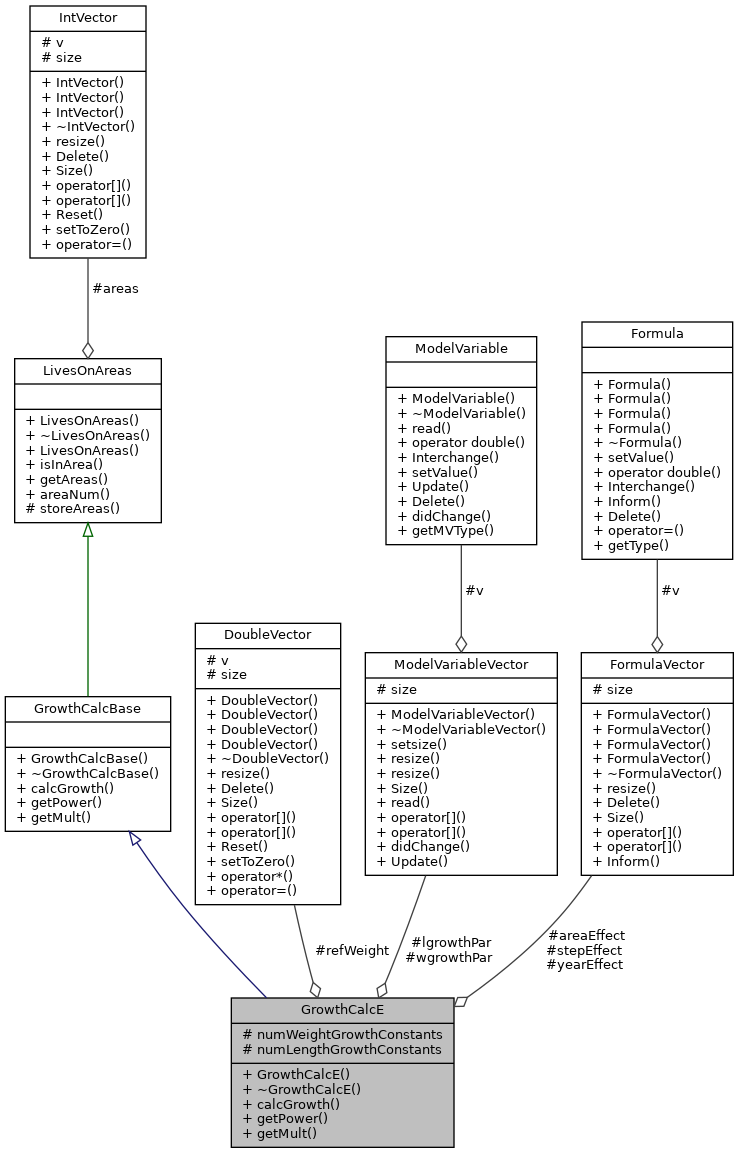 IntVector
# v
# size
+ IntVector()
+ IntVector()
+ IntVector()
+ ~IntVector()
+ resize()
+ Delete()
+ Size()
+ operator[]()
+ operator[]()
+ Reset()
+ setToZero()
+ operator=()
#areas
LivesOnAreas
+ LivesOnAreas()
+ ~LivesOnAreas()
+ LivesOnAreas()
+ isInArea()
+ getAreas()
+ areaNum()
# storeAreas()
ModelVariable
+ ModelVariable()
+ ~ModelVariable()
+ read()
+ operator double()
+ Interchange()
+ setValue()
+ Update()
+ Delete()
+ didChange()
+ getMVType()
#v
Formula
+ Formula()
+ Formula()
+ Formula()
+ Formula()
+ ~Formula()
+ setValue()
+ operator double()
+ Interchange()
+ Inform()
+ Delete()
+ operator=()
+ getType()
#v
GrowthCalcBase
+ GrowthCalcBase()
+ ~GrowthCalcBase()
+ calcGrowth()
+ getPower()
+ getMult()
DoubleVector
# v
# size
+ DoubleVector()
+ DoubleVector()
+ DoubleVector()
+ DoubleVector()
+ ~DoubleVector()
+ resize()
+ Delete()
+ Size()
+ operator[]()
+ operator[]()
+ Reset()
+ setToZero()
+ operator*()
+ operator=()
ModelVariableVector
# size
+ ModelVariableVector()
+ ~ModelVariableVector()
+ setsize()
+ resize()
+ resize()
+ Size()
+ read()
+ operator[]()
+ operator[]()
+ didChange()
+ Update()
FormulaVector
# size
+ FormulaVector()
+ FormulaVector()
+ FormulaVector()
+ FormulaVector()
+ ~FormulaVector()
+ resize()
+ Delete()
+ Size()
+ operator[]()
+ operator[]()
+ Inform()
#refWeight
#lgrowthPar
#wgrowthPar
#areaEffect
#stepEffect
#yearEffect
GrowthCalcE
# numWeightGrowthConstants
# numLengthGrowthConstants
+ GrowthCalcE()
+ ~GrowthCalcE()
+ calcGrowth()
+ getPower()
+ getMult()